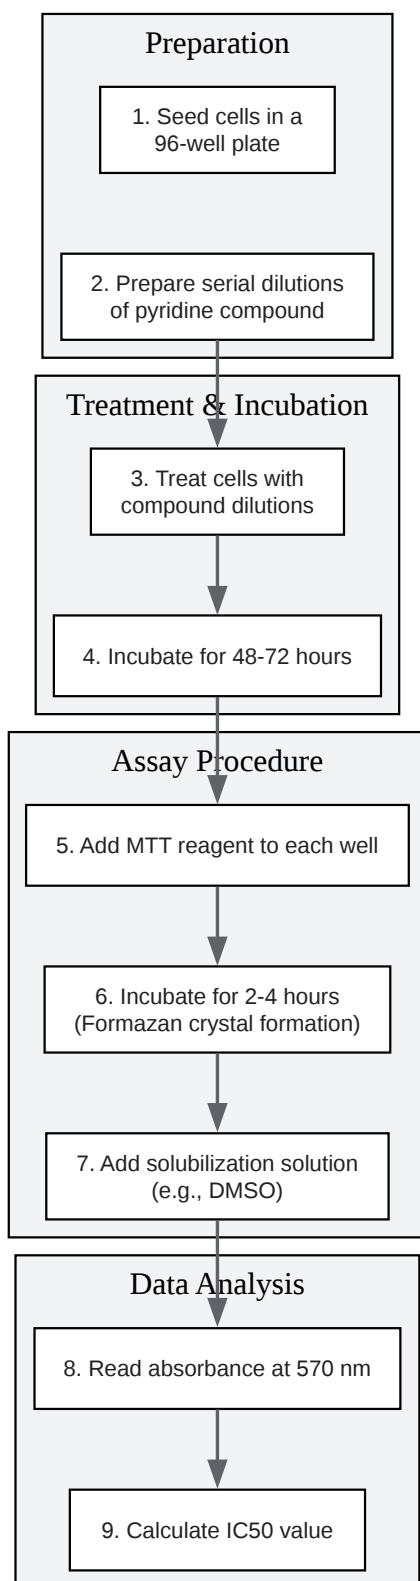 Preparation
1. Seed cells in a
96-well plate
2. Prepare serial dilutions
of pyridine compound
Treatment & Incubation
3. Treat cells with
compound dilutions
4. Incubate for 48-72 hours
Assay Procedure
5. Add MTT reagent to each well
6. Incubate for 2-4 hours
(Formazan crystal formation)
7. Add solubilization solution
(e.g., DMSO)
Data Analysis
8. Read absorbance at 570 nm
9. Calculate IC50 value